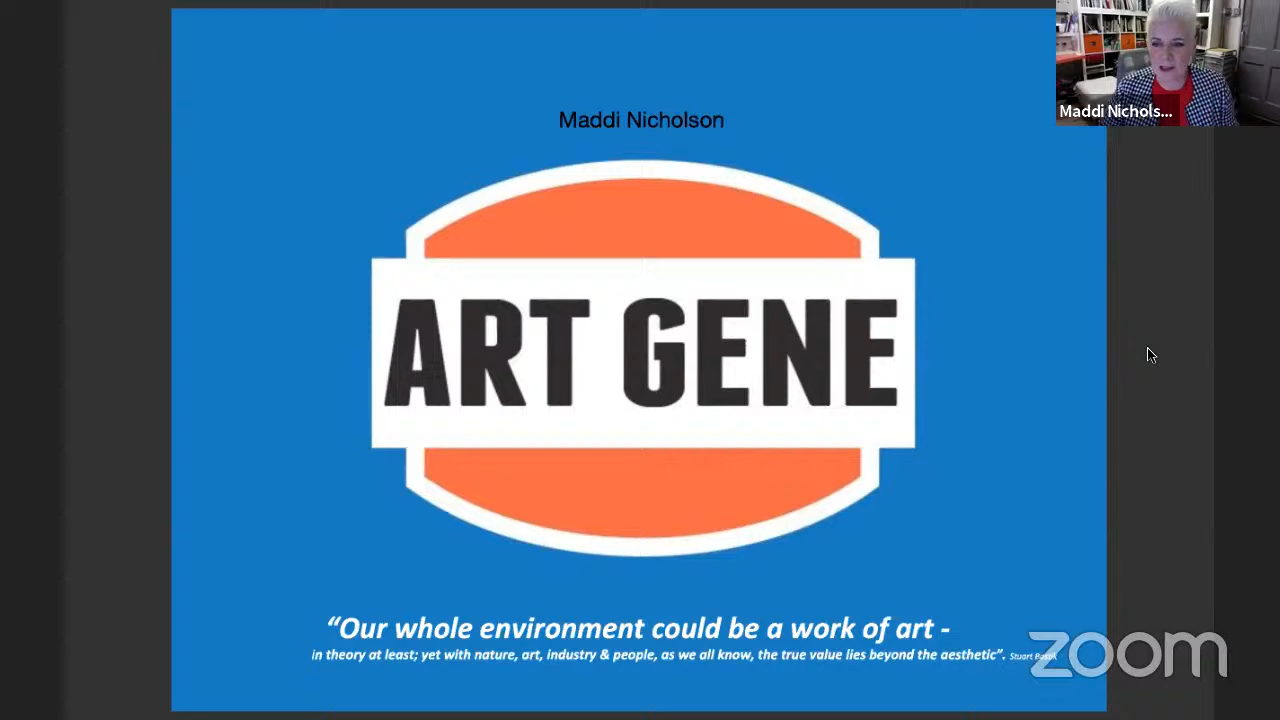 Maddi Nicholson
Maddi Nichols...
ART GENE
“Our whole environment could be a work of art -
in theory at least; yet with nature, art, industry & people, as we all know, the true value lies beyond the aesthetic”. Stuart
zoom